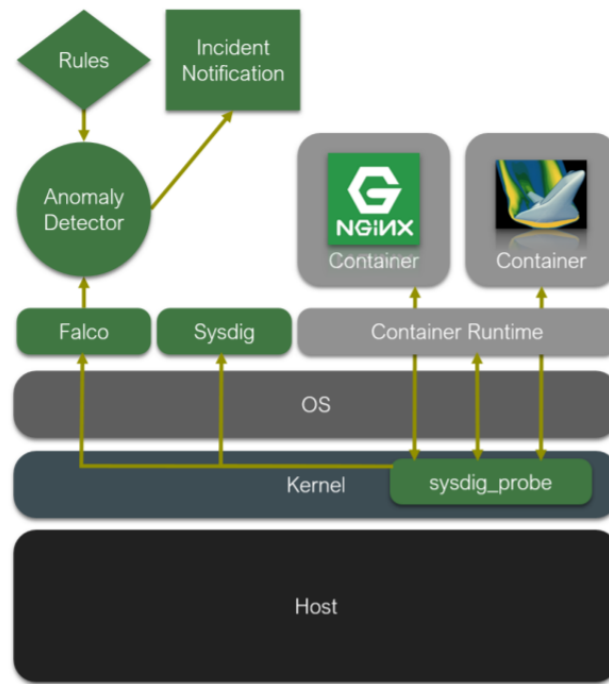 Rules
Incident
Notification
Anomaly
Detector
NGiNX
Container
Container
Falco
Sysdig
Container Runtime
OS
Kernel
sysdig_probe
Host